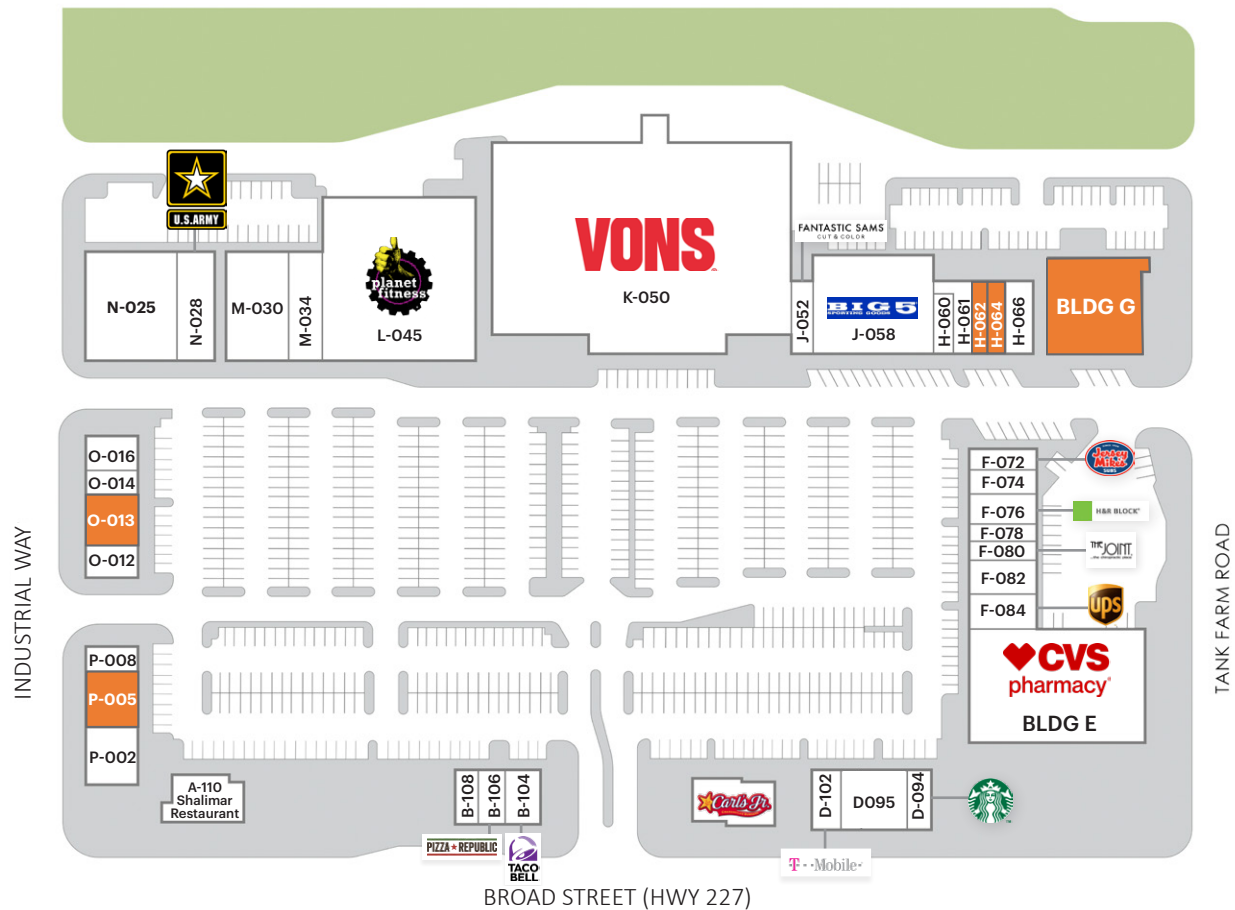 U.S.ARMY
N-025
N-028
M-030
M-034
planet
fitness
L-045
VONS
K-050
FANTASTIC SAMS
CUT & COLOR
J-052
BIG 5
SPORTING GOODS
J-058
H-060
H-061
H-062
H-064
H-066
BLDG G
O-016
O-014
O-013
O-012
P-008
P-005
P-002
INDUSTRIAL WAY
F-072
F-074
F-076
F-078
F-080
F-082
F-084
Jersey
Mike's
SUBS
H&R BLOCK
THE JOINT
ups
CVS
pharmacy
BLDG E
TANK FARM ROAD
A-110
Shalimar
Restaurant
B-108
B-106
B-104
PIZZA REPUBLIC
TACO
BELL
Carl's Jr.
D-102
D095
D-094
T-Mobile
BROAD STREET (HWY 227)